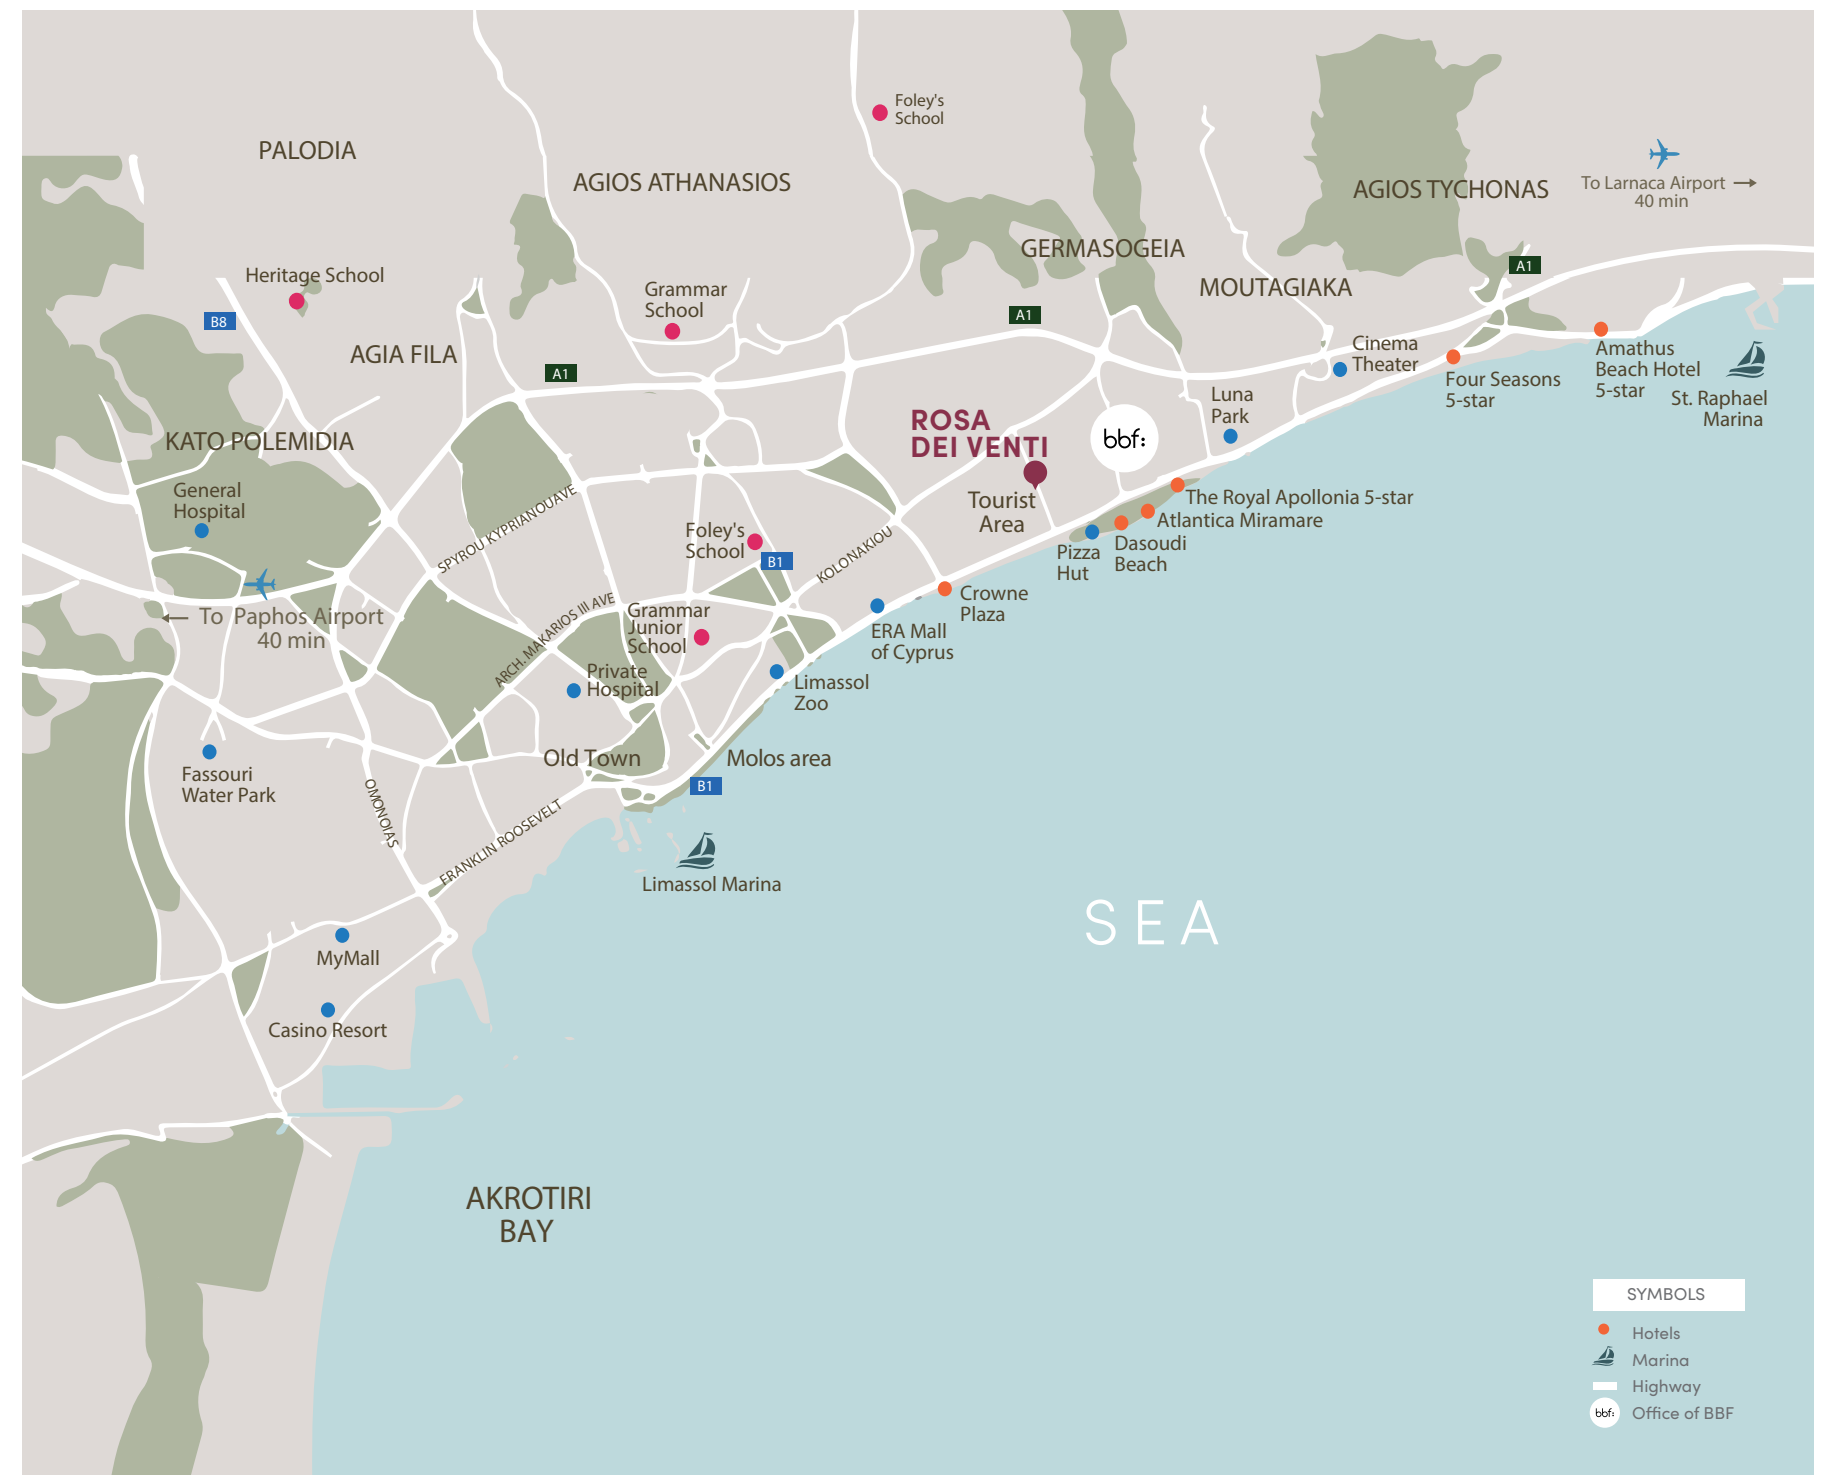 Foley's
School
PALODIA
AGIOS ATHANASIOS
AGIOS TYCHONAS
To Larnaca Airport
40 min
GERMASOGEIA
A1
MOUTAGIAKA
Heritage School
B8
Grammar
School
A1
AGIA FILA
A1
Cinema
Theater
Amathus
Beach Hotel
5-star
Four Seasons
5-star
St. Raphael
Marina
Luna
Park
ROSA
DEI VENTI
bbf:
KATO POLEMIDIA
General
Hospital
Tourist
Area
The Royal Apollonia 5-star
Atlantica Miramare
Dasoudi
Beach
Pizza
Hut
SPYROU KYPRIANOUAVE
Foley's
School
B1
KOLONAKIOU
Crowne
Plaza
ERA Mall
of Cyprus
To Paphos Airport
40 min
ARCH. MAKARIOS III AVE
Grammar
Junior
School
Private
Hospital
Limassol
Zoo
Old Town
Molos area
B1
Fassouri
Water Park
OMONOIAS
FRANKLIN ROOSEVELT
Limassol Marina
SEA
MyMall
Casino Resort
AKROTIRI
BAY
SYMBOLS
Hotels
Marina
Highway
bbf:
Office of BBF